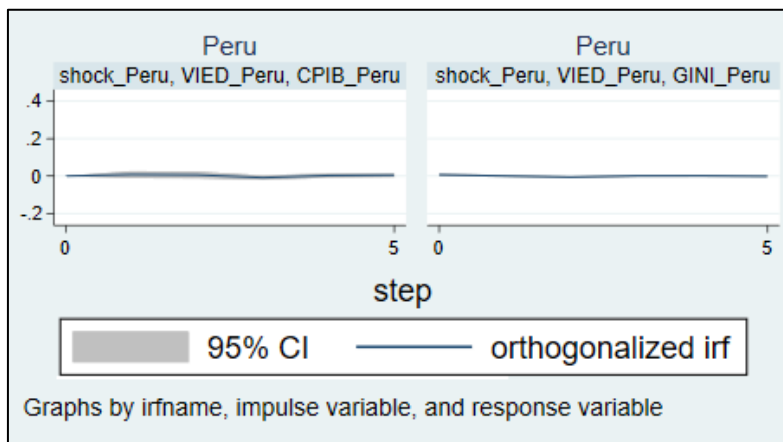 Peru Peru
shock_Peru, VIED_Peru, CPIB_Peru shock_Peru, VIED_Peru, GINI_Peru
.4
.2
0
-.2
0 5 0 5
step
95% CI orthogonalized irf
Graphs by irfname, impulse variable, and response variable